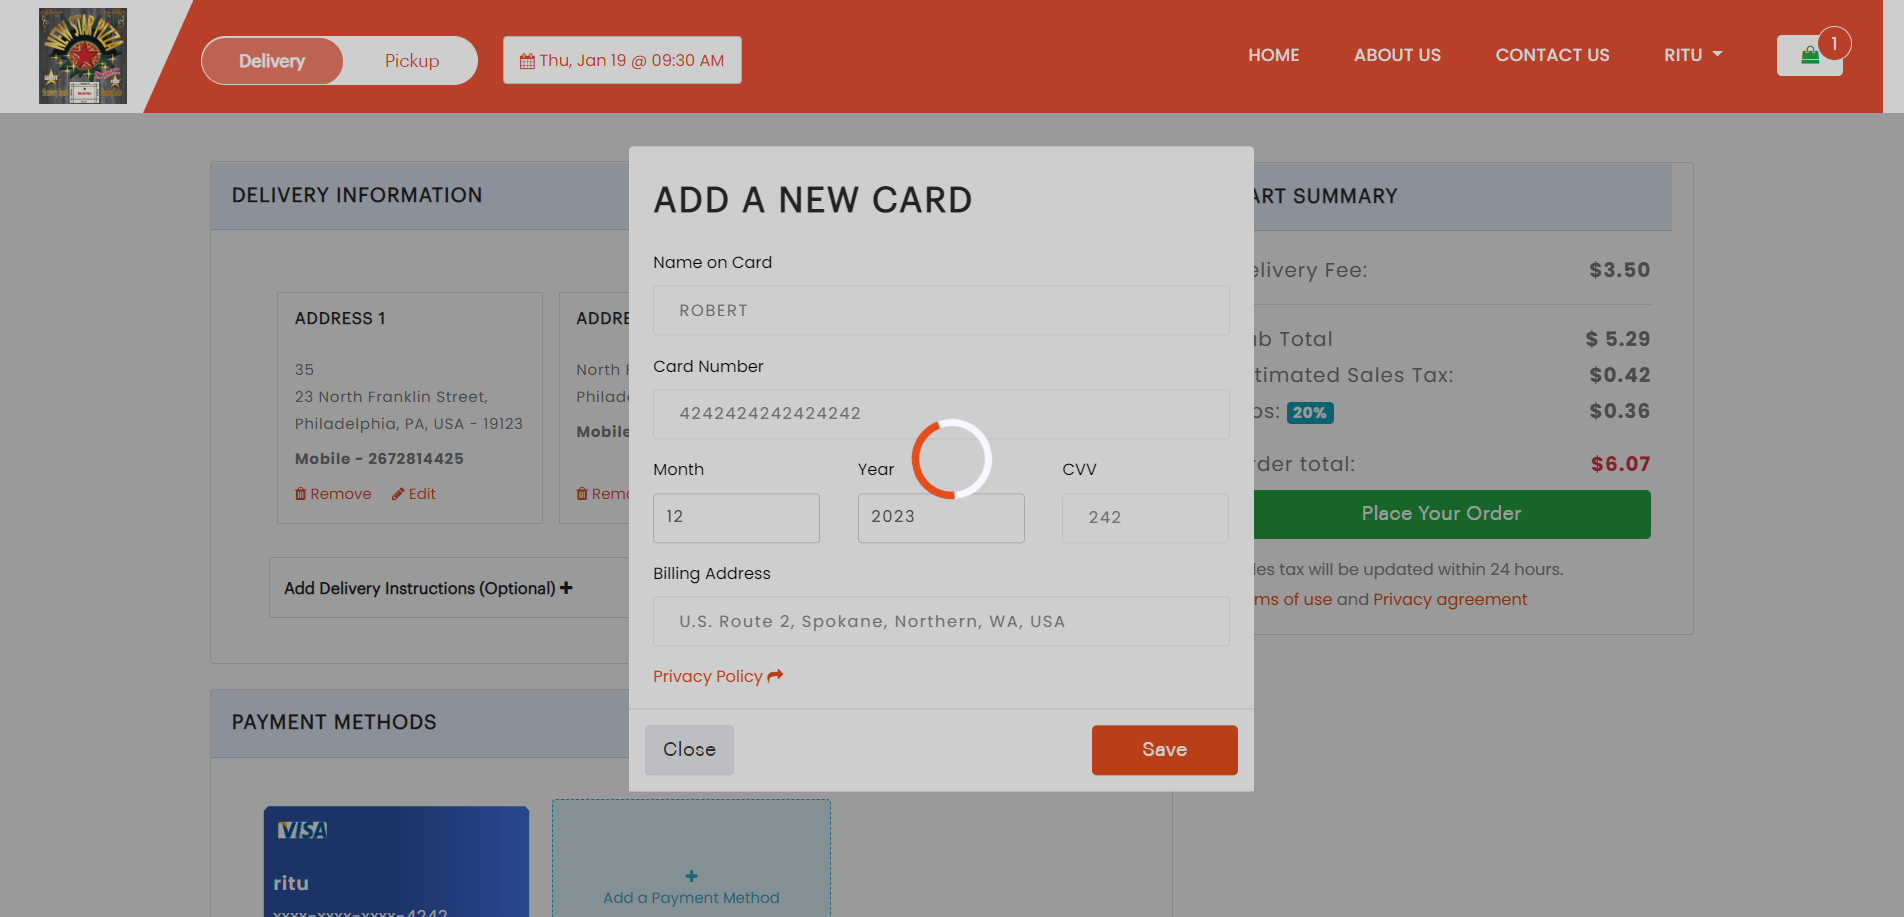 NEW STAR PIZZA
Delivery
Pickup
Thu, Jan 19 @ 09:30 AM
HOME
ABOUT US
CONTACT US
RITU
1
DELIVERY INFORMATION
ADDRESS 1
35
23 North Franklin Street,
Philadelphia, PA, USA - 19123
Mobile - 2672814425
Remove Edit
ADDRE
North F
Philad
Mobile
Remo
Add Delivery Instructions (Optional)
PAYMENT METHODS
VISA
ritu
xxxx-xxxx-xxxx-4242
Add a Payment Method
ADD A NEW CARD
Name on Card
ROBERT
Card Number
4242424242424242
Month Year CVV
12 2023 242
Billing Address
U.S. Route 2, Spokane, Northern, WA, USA
Privacy Policy
Close Save
ART SUMMARY
elivery Fee: $3.50
ub Total $ 5.29
timated Sales Tax: $0.42
ps: 20% $0.36
rder total: $6.07
Place Your Order
les tax will be updated within 24 hours.
ms of use and Privacy agreement